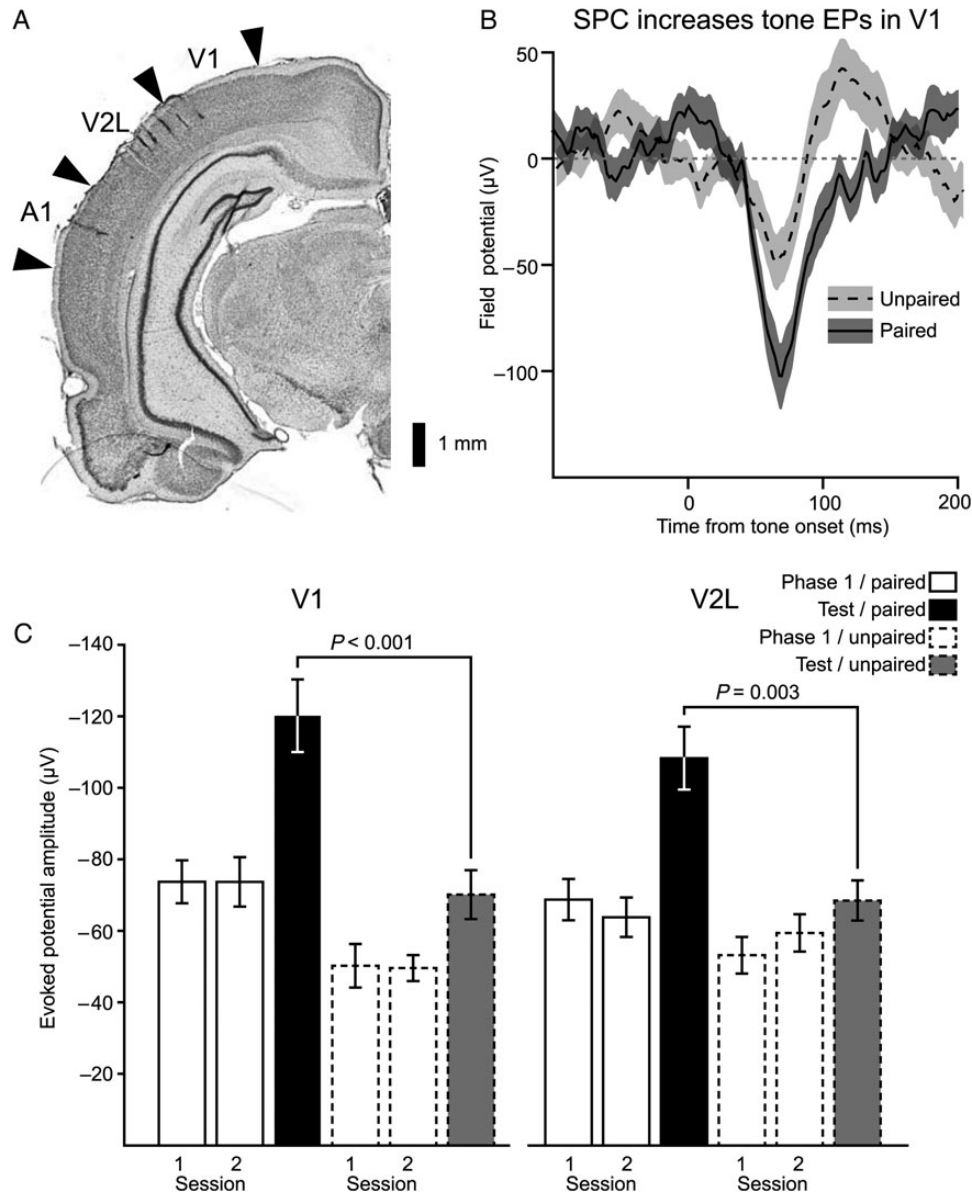 A
V1
V2L
A1
1 mm
B
SPC increases tone EPs in V1
50
0
−50
−100
Field potential (µV)
Unpaired
Paired
0
100
200
Time from tone onset (ms)
Phase 1 / paired
Test / paired
Phase 1 / unpaired
Test / unpaired
C
V1
V2L
−140
−120
−100
−80
−60
−40
−20
Evoked potential amplitude (µV)
P < 0.001
P = 0.003
1 2 1 2
Session Session
1 2 1 2
Session Session